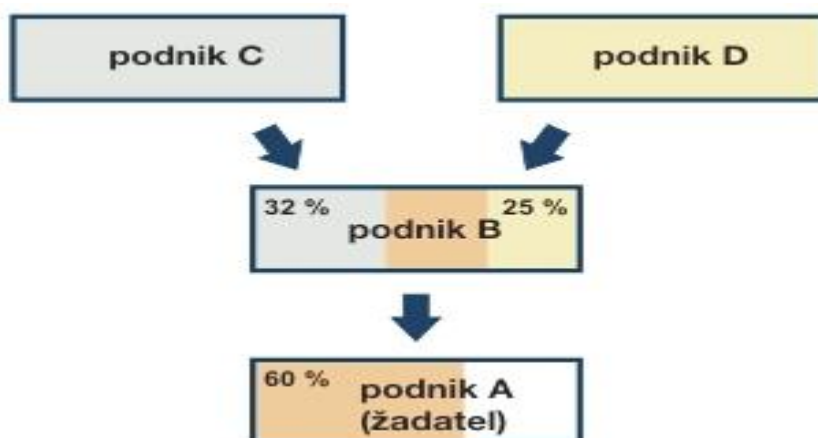 podnik C
podnik D
32 %
podnik B
25 %
60 %
podnik A
(žadatel)